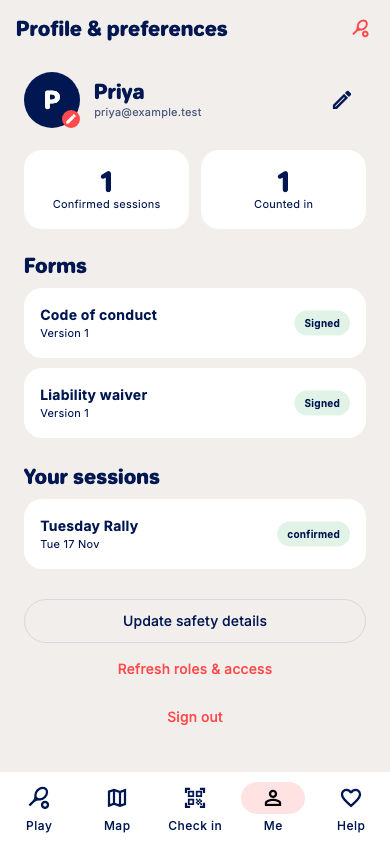 Profile & preferences
P
Priya
priya@example.test
1
Confirmed sessions
1
Counted in
Forms
Code of conduct
Version 1
Signed
Liability waiver
Version 1
Signed
Your sessions
Tuesday Rally
Tue 17 Nov
confirmed
Update safety details
Refresh roles & access
Sign out
Play
Map
Check in
Me
Help